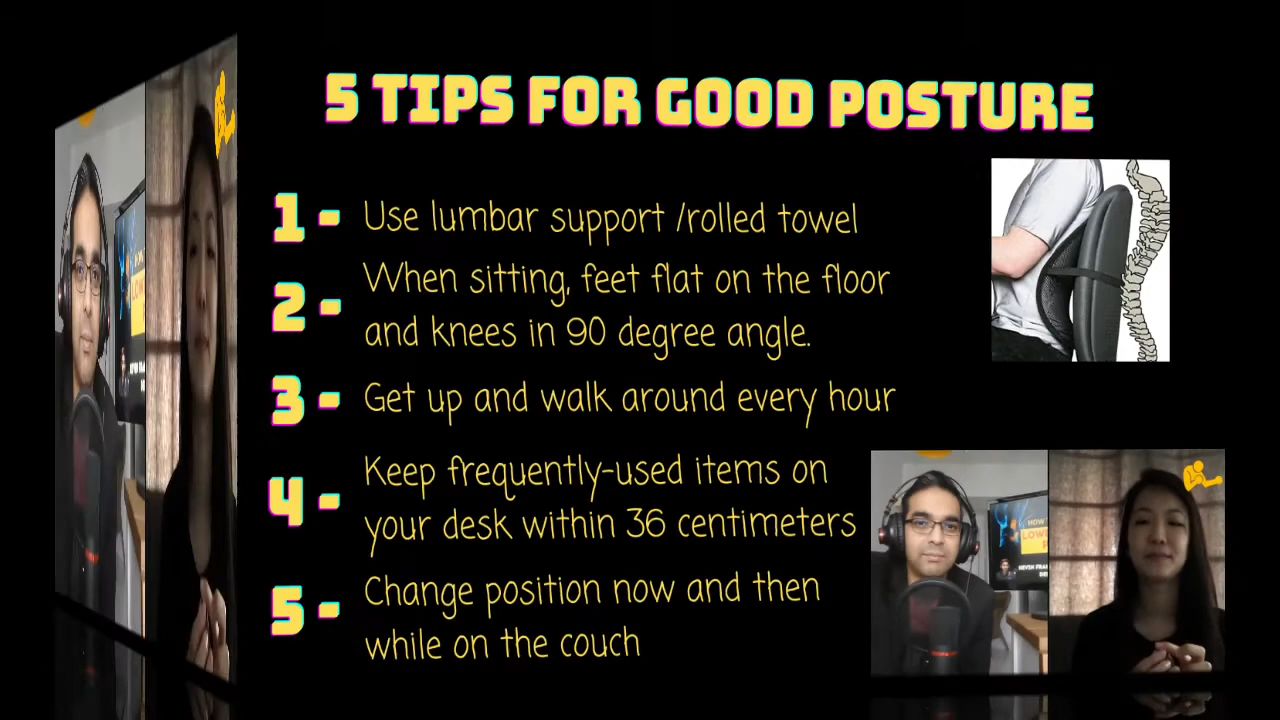 5 TIPS FOR GOOD POSTURE
1 - Use lumbar support /rolled towel
2 - When sitting, feet flat on the floor
and knees in 90 degree angle.
3 - Get up and walk around every hour
4 - Keep frequently-used items on
your desk within 36 centimeters
5 - Change position now and then
while on the couch